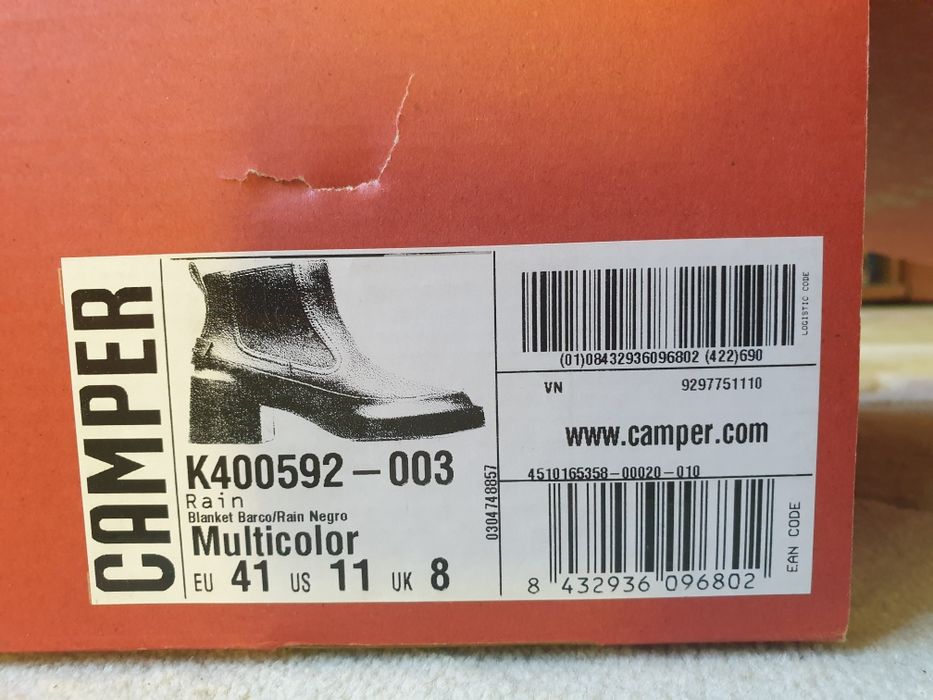 CAMPER
K400592-003
Rain
Blanket Barco/Rain Negro
Multicolor
EU 41 US 11 UK 8
0304748857
(01)08432936096802 (422)690
LOGISTIC CODE
VN 9297751110
www.camper.com
4510165358-00020-010
8 432936 096802
EAN CODE